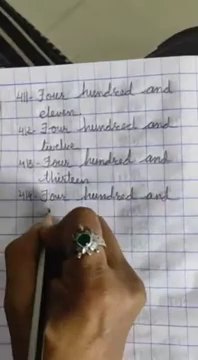 411- Four hundred and
eleven
412- Four hundred and
twelve
413- Four hundred and
thirteen
414- Four hundred and